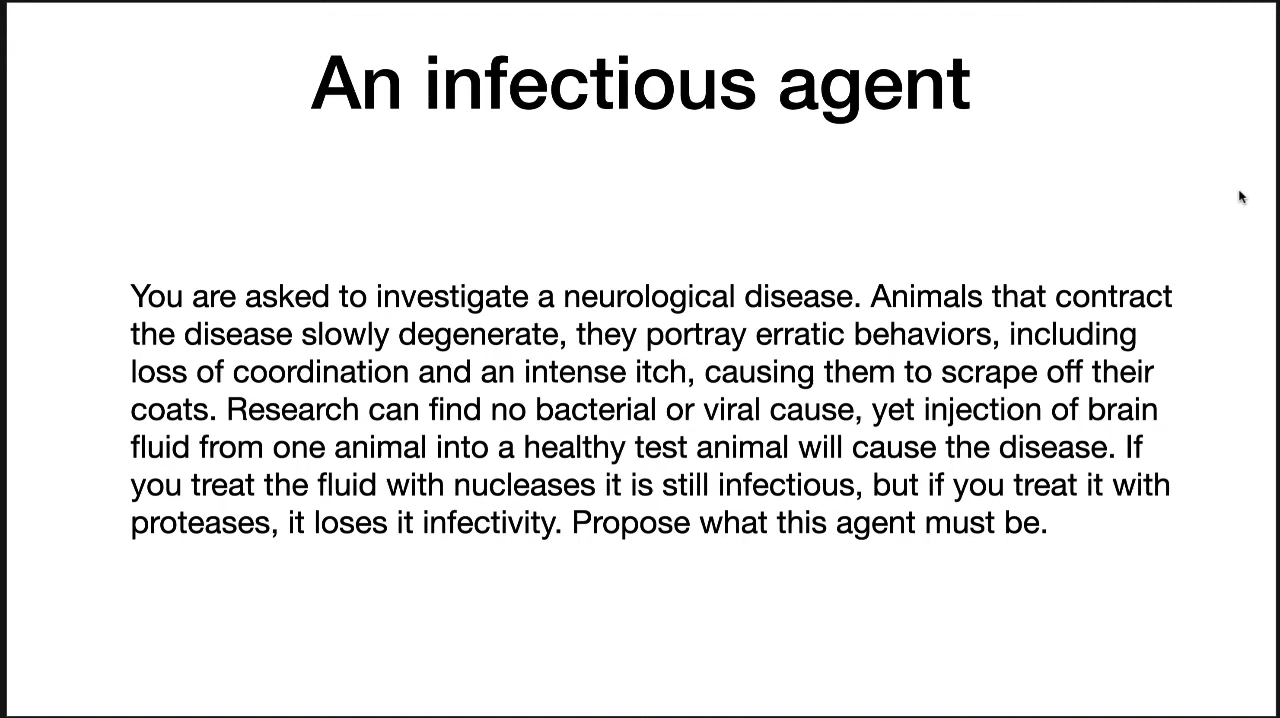 An infectious agent
You are asked to investigate a neurological disease. Animals that contract
the disease slowly degenerate, they portray erratic behaviors, including
loss of coordination and an intense itch, causing them to scrape off their
coats. Research can find no bacterial or viral cause, yet injection of brain
fluid from one animal into a healthy test animal will cause the disease. If
you treat the fluid with nucleases it is still infectious, but if you treat it with
proteases, it loses it infectivity. Propose what this agent must be.